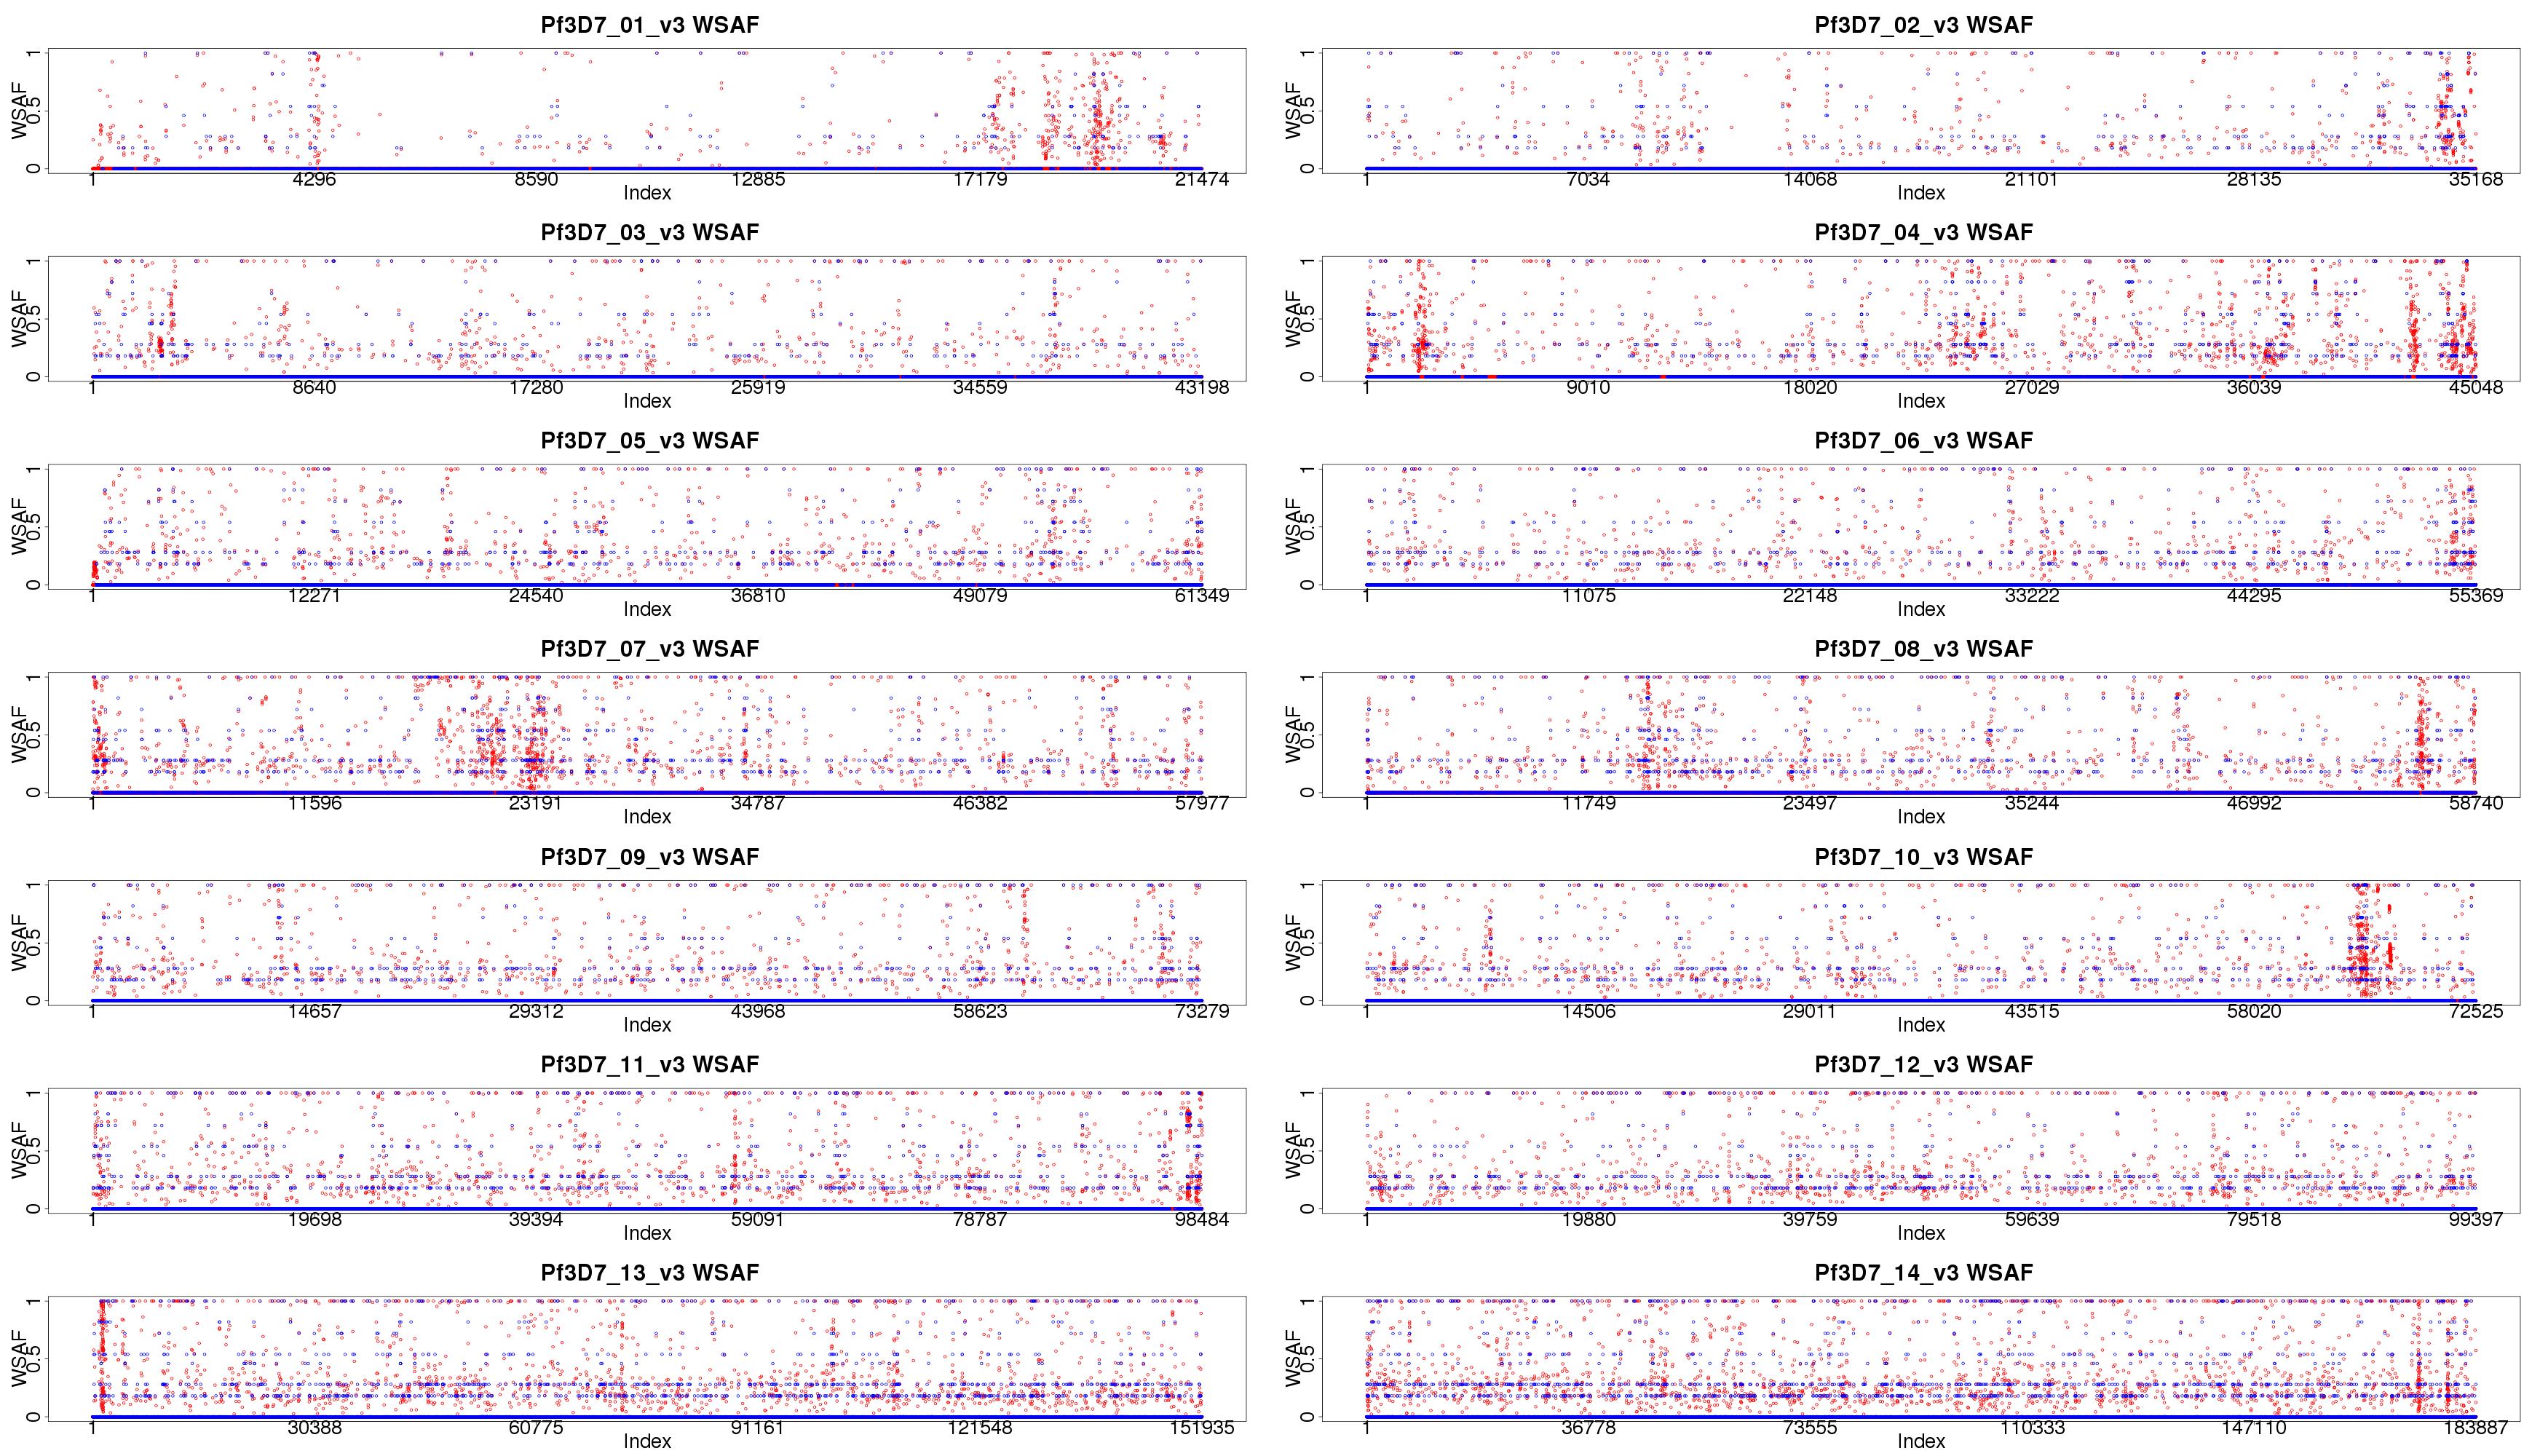 Pf3D7_01_v3 WSAF
WSAF
0 0.5 1
1 4296 8590 12885 17179 21474
Index
Pf3D7_02_v3 WSAF
WSAF
0 0.5 1
1 7034 14068 21101 28135 35168
Index
Pf3D7_03_v3 WSAF
WSAF
0 0.5 1
1 8640 17280 25919 34559 43198
Index
Pf3D7_04_v3 WSAF
WSAF
0 0.5 1
1 9010 18020 27029 36039 45048
Index
Pf3D7_05_v3 WSAF
WSAF
0 0.5 1
1 12271 24540 36810 49079 61349
Index
Pf3D7_06_v3 WSAF
WSAF
0 0.5 1
1 11075 22148 33222 44295 55369
Index
Pf3D7_07_v3 WSAF
WSAF
0 0.5 1
1 11596 23191 34787 46382 57977
Index
Pf3D7_08_v3 WSAF
WSAF
0 0.5 1
1 11749 23497 35244 46992 58740
Index
Pf3D7_09_v3 WSAF
WSAF
0 0.5 1
1 14657 29312 43968 58623 73279
Index
Pf3D7_10_v3 WSAF
WSAF
0 0.5 1
1 14506 29011 43515 58020 72525
Index
Pf3D7_11_v3 WSAF
WSAF
0 0.5 1
1 19698 39394 59091 78787 98484
Index
Pf3D7_12_v3 WSAF
WSAF
0 0.5 1
1 19880 39759 59639 79518 99397
Index
Pf3D7_13_v3 WSAF
WSAF
0 0.5 1
1 30388 60775 91161 121548 151935
Index
Pf3D7_14_v3 WSAF
WSAF
0 0.5 1
1 36778 73555 110333 147110 183887
Index